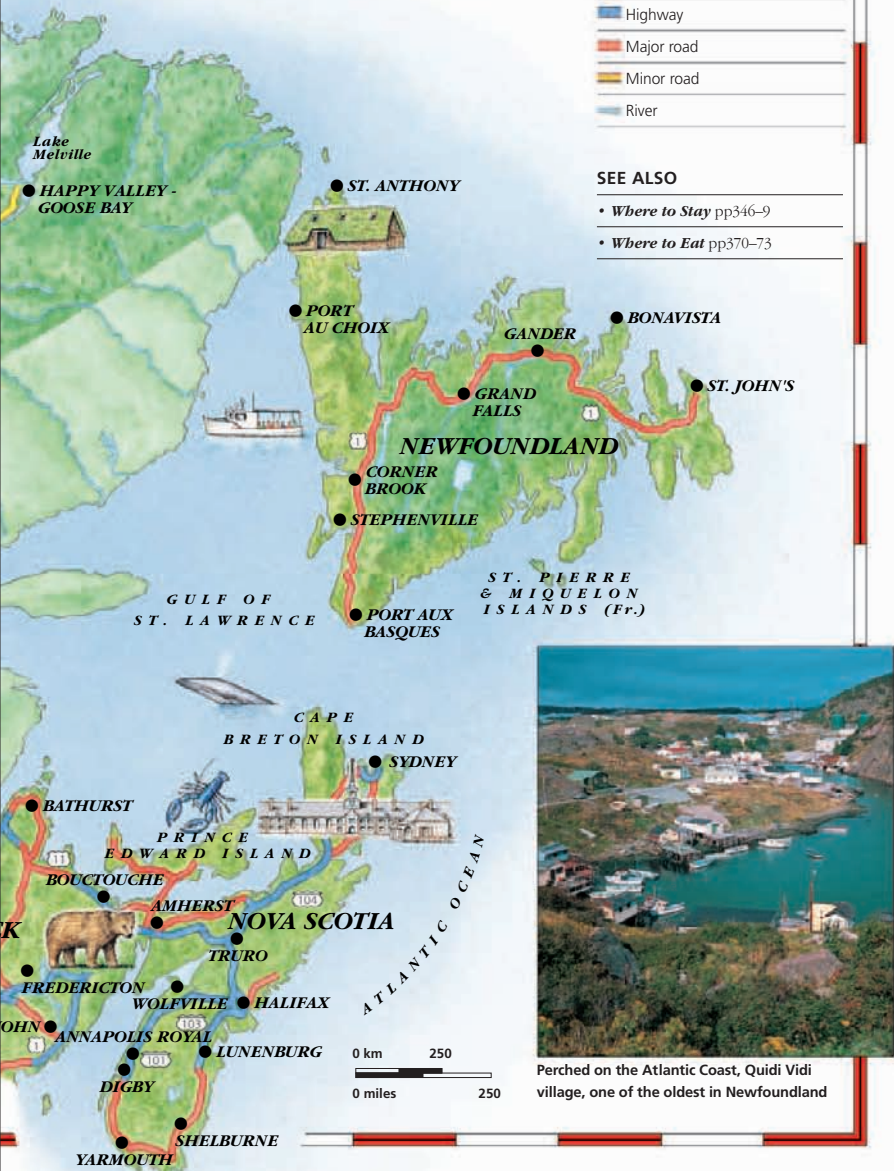 Highway
Major road
Minor road
River
SEE ALSO
• Where to Stay pp346–9
• Where to Eat pp370–73
Lake
Melville
HAPPY VALLEY -
GOOSE BAY
ST. ANTHONY
PORT
AU CHOIX
BONAVISTA
GANDER
ST. JOHN'S
GRAND
FALLS
1
1
NEWFOUNDLAND
CORNER
BROOK
STEPHENVILLE
ST. PIERRE
& MIQUELON
ISLANDS (Fr.)
GULF OF
ST. LAWRENCE
PORT AUX
BASQUES
CAPE
BRETON ISLAND
SYDNEY
BATHURST
PRINCE
EDWARD ISLAND
11
BOUCTOUCHE
104
AMHERST
NOVA SCOTIA
CK
TRURO
ATLANTIC OCEAN
FREDERICTON
WOLFVILLE
HALIFAX
103
OHN
ANNAPOLIS ROYAL
1
101
LUNENBURG
DIGBY
SHELBURNE
YARMOUTH
0 km 250
0 miles 250
Perched on the Atlantic Coast, Quidi Vidi
village, one of the oldest in Newfoundland